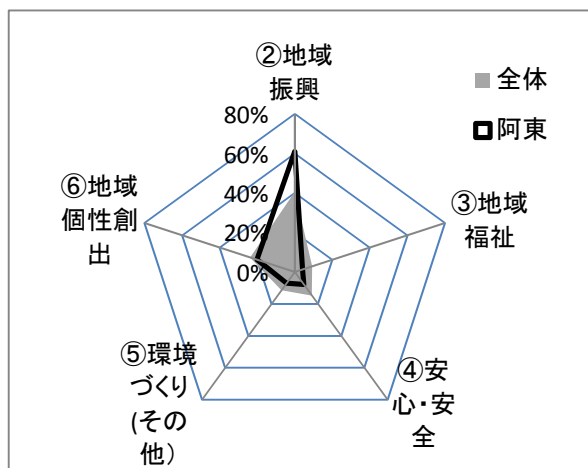 ②地域
振興
80%
60%
40%
20%
0%
全体
阿東
③地域
福祉
④安
心・安
全
⑤環境
づくり
(その
他)
⑥地域
個性創
出